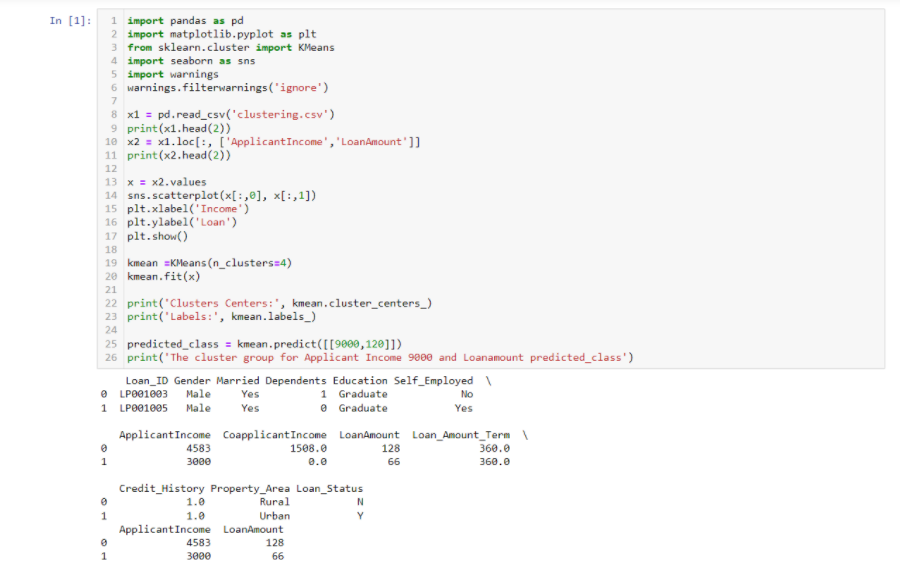 In [1]:
1 import pandas as pd
2 import matplotlib.pyplot as plt
3 from sklearn.cluster import KMeans
4 import seaborn as sns
5 import warnings
6 warnings.filterwarnings('ignore')
7
8 x1 = pd.read_csv('clustering.csv')
9 print(x1.head(2))
10 x2 = x1.loc[:, ['ApplicantIncome','LoanAmount']]
11 print(x2.head(2))
12
13 x = x2.values
14 sns.scatterplot(x[:,0], x[:,1])
15 plt.xlabel('Income')
16 plt.ylabel('Loan')
17 plt.show()
18
19 kmean =KMeans(n_clusters=4)
20 kmean.fit(x)
21
22 print('Clusters Centers:', kmean.cluster_centers_)
23 print('Labels:', kmean.labels_)
24
25 predicted_class = kmean.predict([[9000,120]])
26 print('The cluster group for Applicant Income 9000 and Loanamount predicted_class')
Loan_ID Gender Married Dependents Education Self_Employed \
0 LP001003 Male Yes 1 Graduate No
1 LP001005 Male Yes 0 Graduate Yes
ApplicantIncome CoapplicantIncome LoanAmount Loan_Amount_Term \
0 4583 1508.0 128 360.0
1 3000 0.0 66 360.0
Credit_History Property_Area Loan_Status
0 1.0 Rural N
1 1.0 Urban Y
ApplicantIncome LoanAmount
0 4583 128
1 3000 66